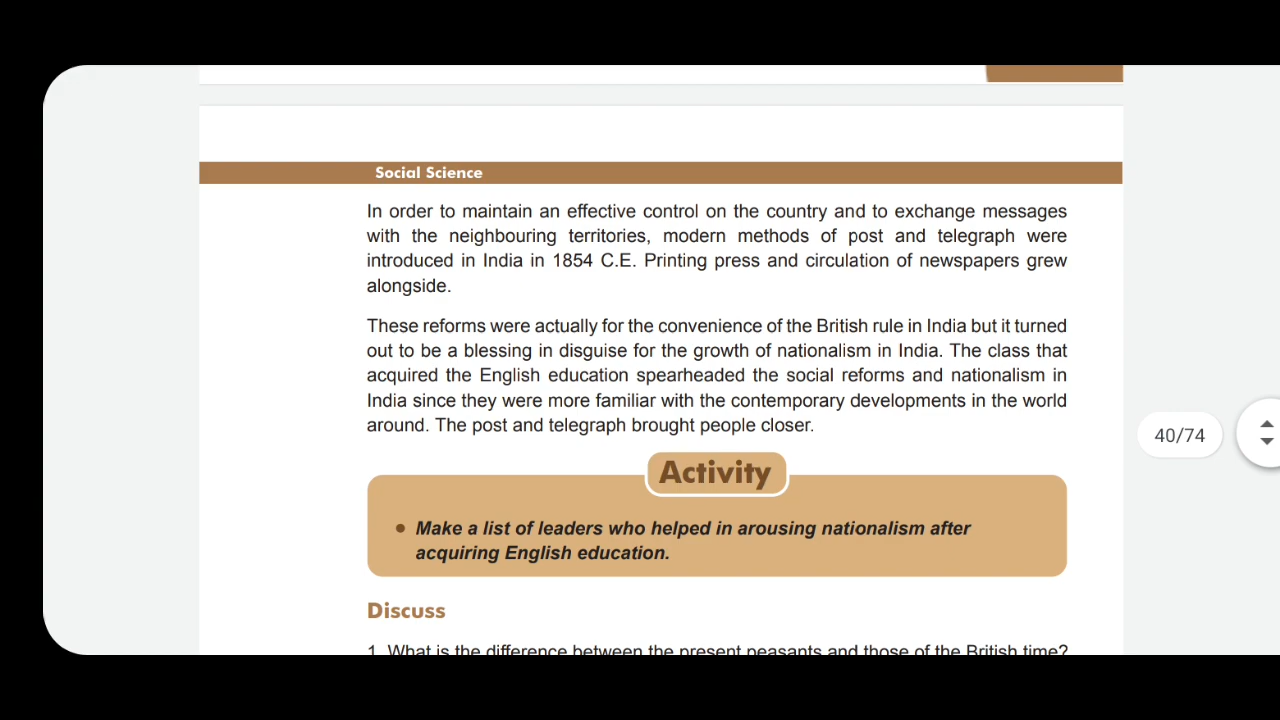 Social Science
In order to maintain an effective control on the country and to exchange messages
with the neighbouring territories, modern methods of post and telegraph were
introduced in India in 1854 C.E. Printing press and circulation of newspapers grew
alongside.
These reforms were actually for the convenience of the British rule in India but it turned
out to be a blessing in disguise for the growth of nationalism in India. The class that
acquired the English education spearheaded the social reforms and nationalism in
India since they were more familiar with the contemporary developments in the world
around. The post and telegraph brought people closer.
40/74
Activity
• Make a list of leaders who helped in arousing nationalism after
acquiring English education.
Discuss
1. What is the difference between the present peasants and those of the British time?